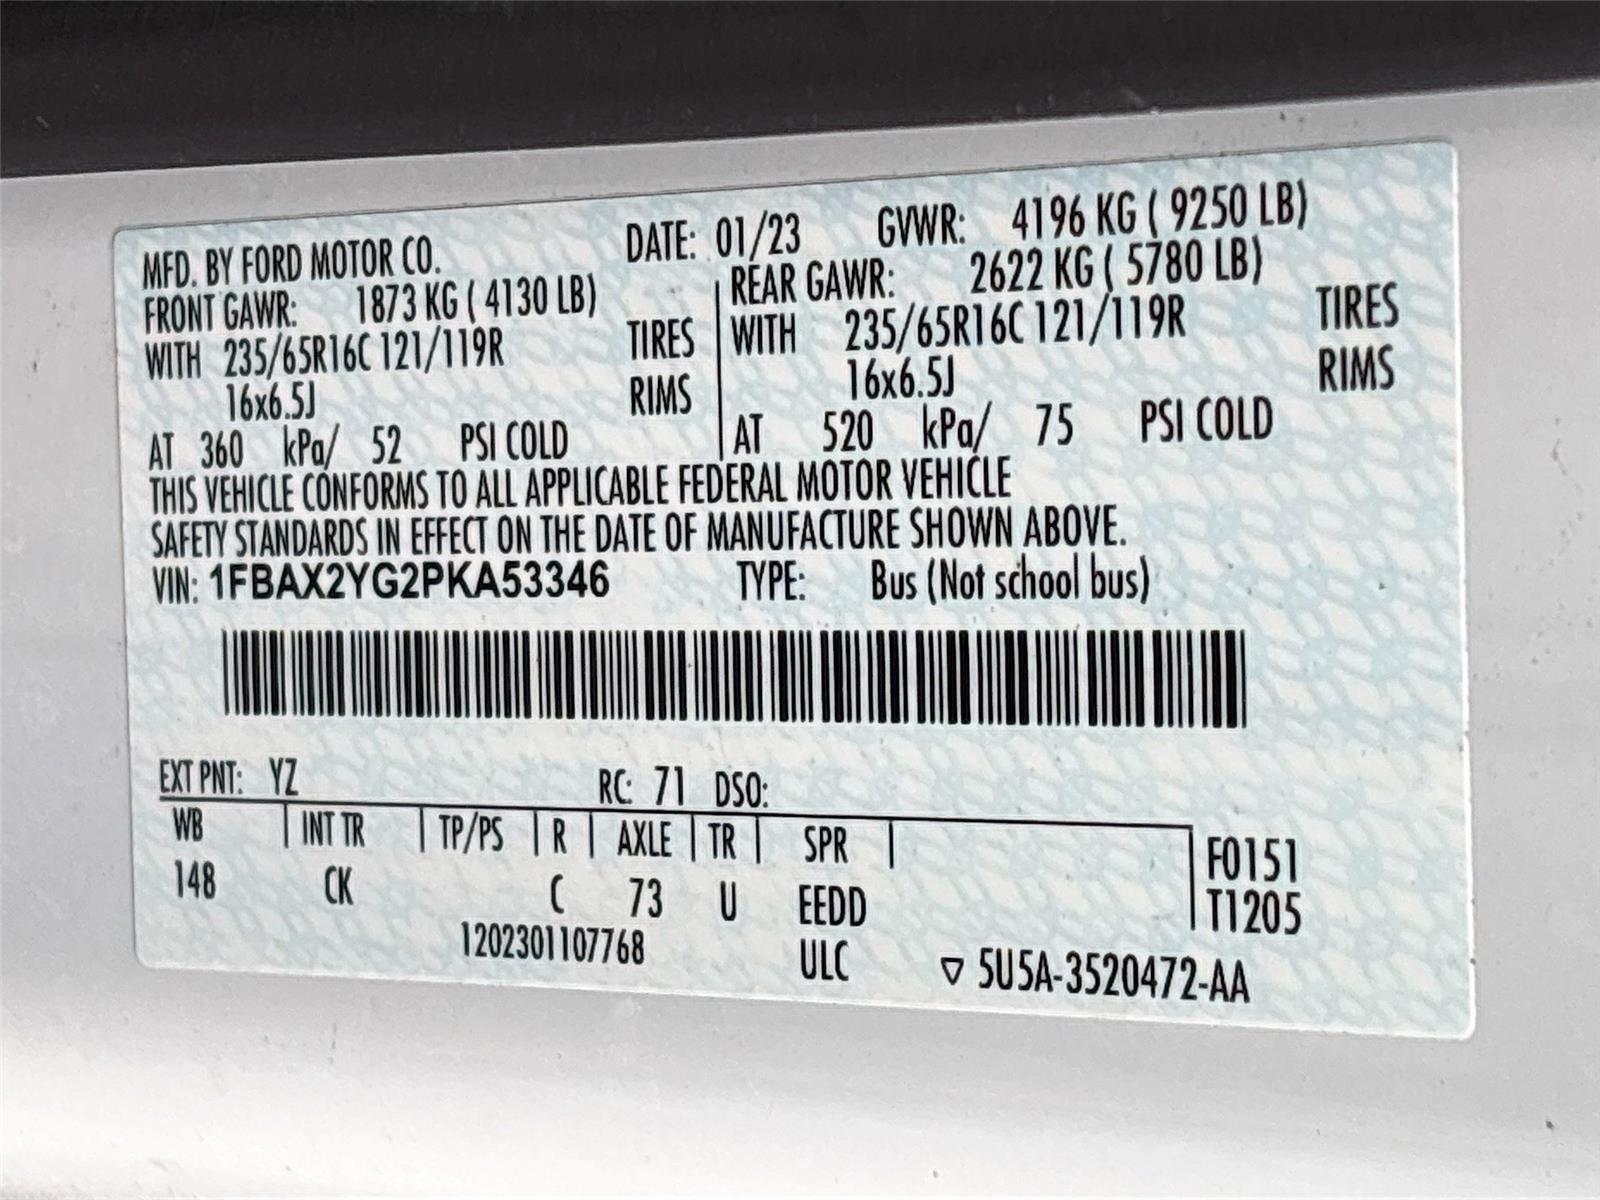 MFD. BY FORD MOTOR CO. DATE: 01/23 GVWR: 4196 KG ( 9250 LB)
FRONT GAWR: 1873 KG ( 4130 LB) REAR GAWR: 2622 KG ( 5780 LB)
WITH 235/65R16C 121/119R TIRES WITH 235/65R16C 121/119R TIRES
16x6.5J RIMS 16x6.5J RIMS
AT 360 kPa/ 52 PSI COLD AT 520 kPa/ 75 PSI COLD
THIS VEHICLE CONFORMS TO ALL APPLICABLE FEDERAL MOTOR VEHICLE
SAFETY STANDARDS IN EFFECT ON THE DATE OF MANUFACTURE SHOWN ABOVE.
VIN: 1FBAX2YG2PKA53346 TYPE: Bus (Not school bus)
EXT PNT: YZ RC: 71 DSO:
WB INT TR TP/PS R AXLE TR SPR F0151
148 CK C 73 U EEDD T1205
1202301107768 ULC ▽ 5U5A-3520472-AA